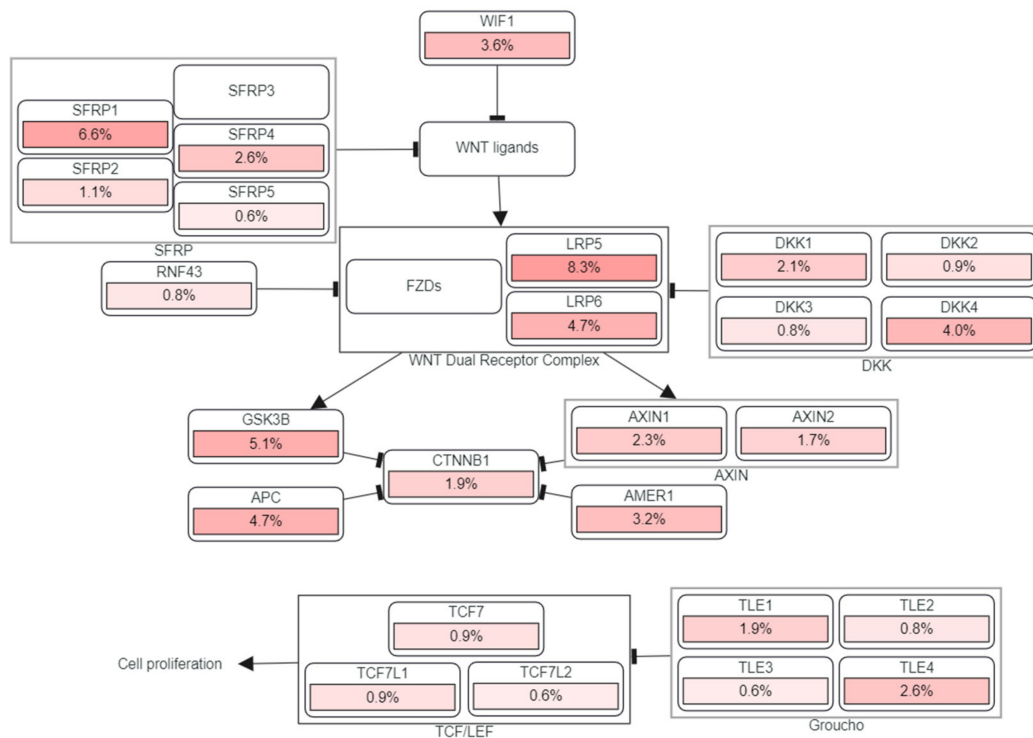 WIF1
3.6%
SFRP3
SFRP1
6.6%
SFRP4
2.6%
SFRP2
1.1%
SFRP5
0.6%
SFRP
WNT ligands
RNF43
0.8%
FZDs
LRP5
8.3%
LRP6
4.7%
WNT Dual Receptor Complex
DKK1
2.1%
DKK2
0.9%
DKK3
0.8%
DKK4
4.0%
DKK
GSK3B
5.1%
AXIN1
2.3%
AXIN2
1.7%
AXIN
CTNNB1
1.9%
APC
4.7%
AMER1
3.2%
TCF7
0.9%
TCF7L1
0.9%
TCF7L2
0.6%
TCF/LEF
Cell proliferation
TLE1
1.9%
TLE2
0.8%
TLE3
0.6%
TLE4
2.6%
Groucho